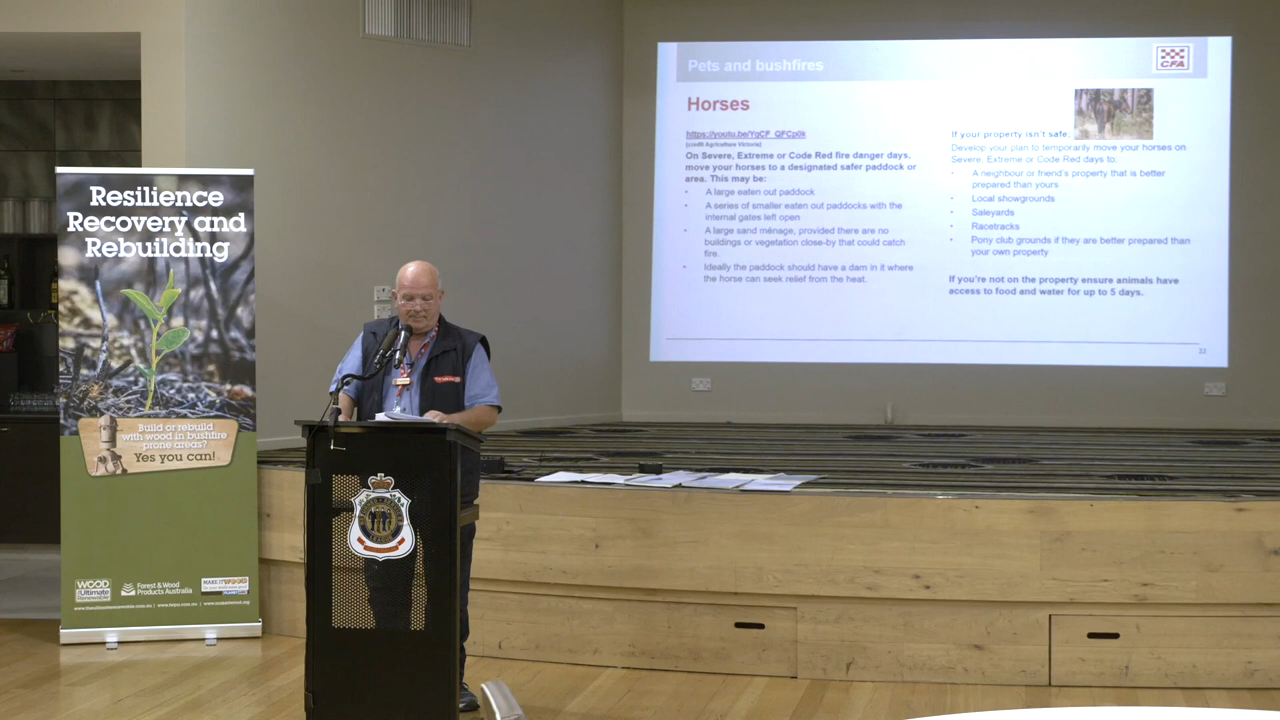 Resilience
Recovery and
Rebuilding
Build or rebuild
with wood in bushfire
prone areas?
Yes you can!
WOOD
Ultimate
Renewable
Forest & Wood
Products Australia
MAKE IT WOOD
Pets and bushfires
CFA
Horses
https://youtu.be/YqCF_QFCp0k
(credit Agriculture Victoria)
On Severe, Extreme or Code Red fire danger days,
move your horses to a designated safer paddock or
area. This may be:
• A large eaten out paddock
• A series of smaller eaten out paddocks with the
internal gates left open
• A large sand ménage, provided there are no
buildings or vegetation close-by that could catch
fire.
• Ideally the paddock should have a dam in it where
the horse can seek relief from the heat.
If your property isn't safe:
Develop your plan to temporarily move your horses on
Severe, Extreme or Code Red days to:
• A neighbour or friend's property that is better
prepared than yours
• Local showgrounds
• Saleyards
• Racetracks
• Pony club grounds if they are better prepared than
your own property
If you're not on the property ensure animals have
access to food and water for up to 5 days.
22